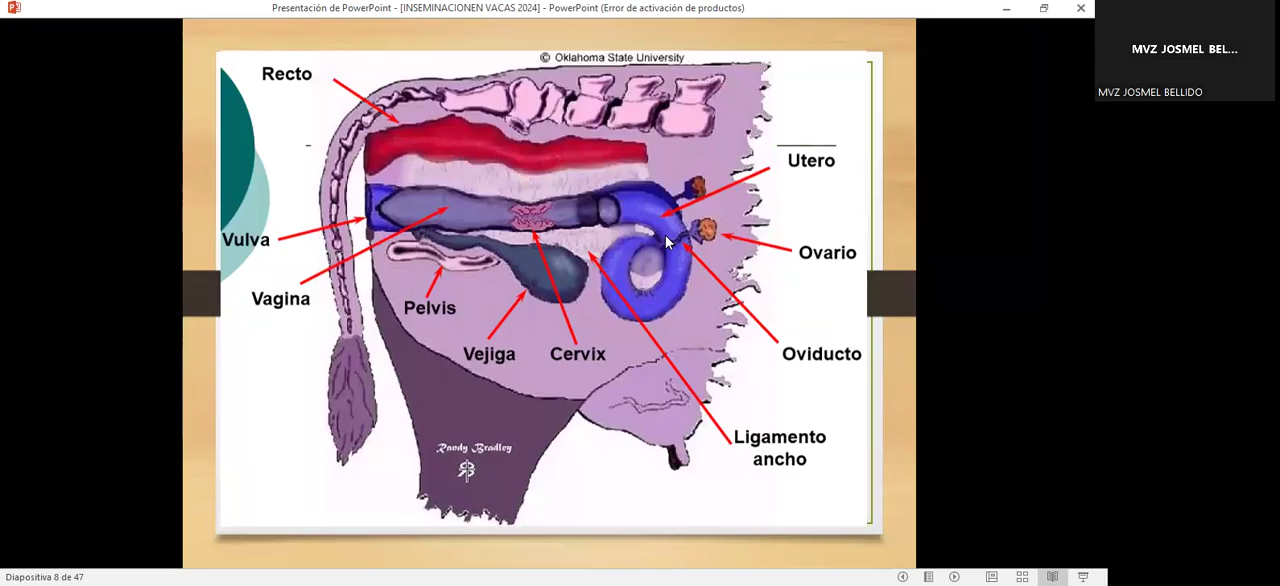 Presentación de PowerPoint - [INSEMINACIONEN VACAS 2024] - PowerPoint (Error de activación de productos)
MVZ JOSMEL BEL...
MVZ JOSMEL BELLIDO
© Oklahoma State University
Recto
Utero
Vulva
Ovario
Vagina
Pelvis
Vejiga
Cervix
Oviducto
Ligamento
ancho
Randy Bradley
RB
Diapositiva 8 de 47